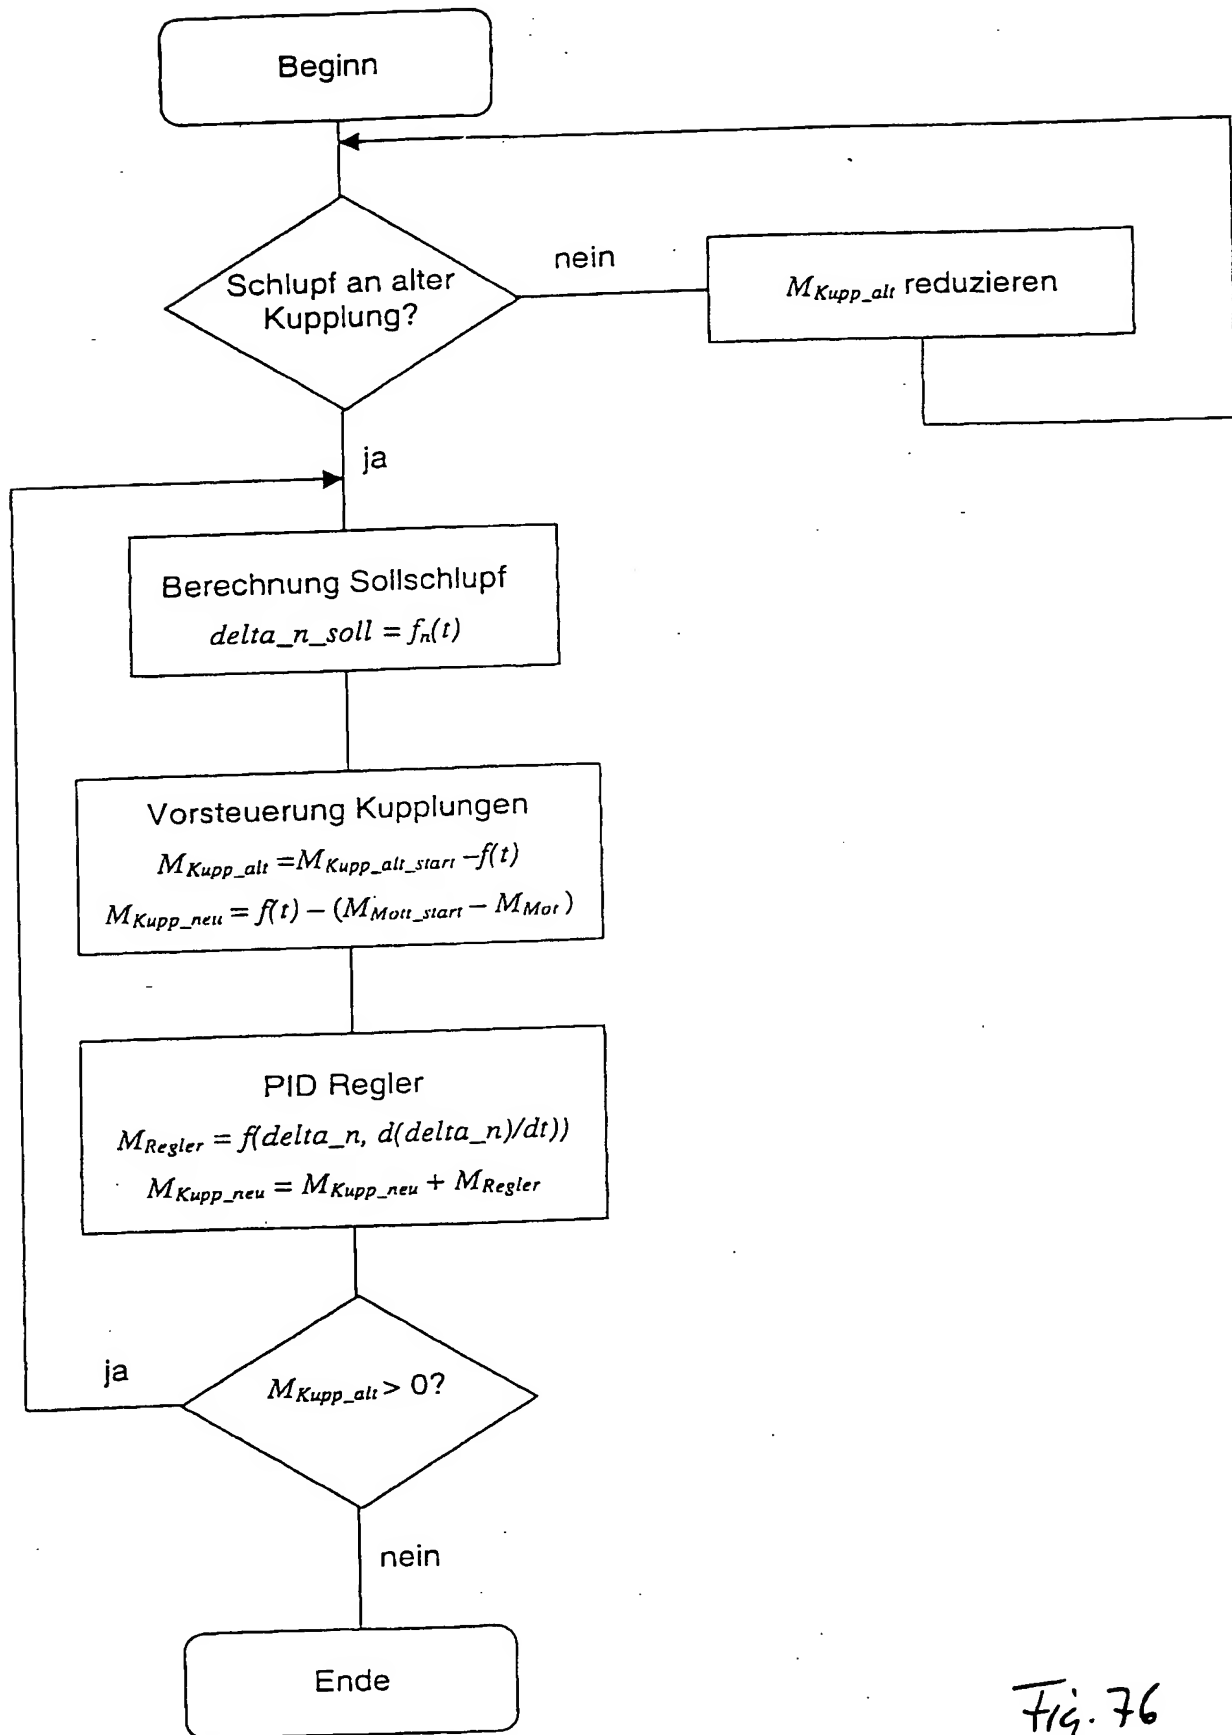 Beginn
Schlupf an alter
Kupplung?
nein
M_Kupp_alt reduzieren
ja
Berechnung Sollschlupf
delta_n_soll = f_n(t)
Vorsteuerung Kupplungen
M_Kupp_alt = M_Kupp_alt_start - f(t)
M_Kupp_neu = f(t) - (M_Mott_start - M_Mot)
PID Regler
M_Regler = f(delta_n, d(delta_n)/dt))
M_Kupp_neu = M_Kupp_neu + M_Regler
ja
M_Kupp_alt > 0?
nein
Ende
Fig. 76